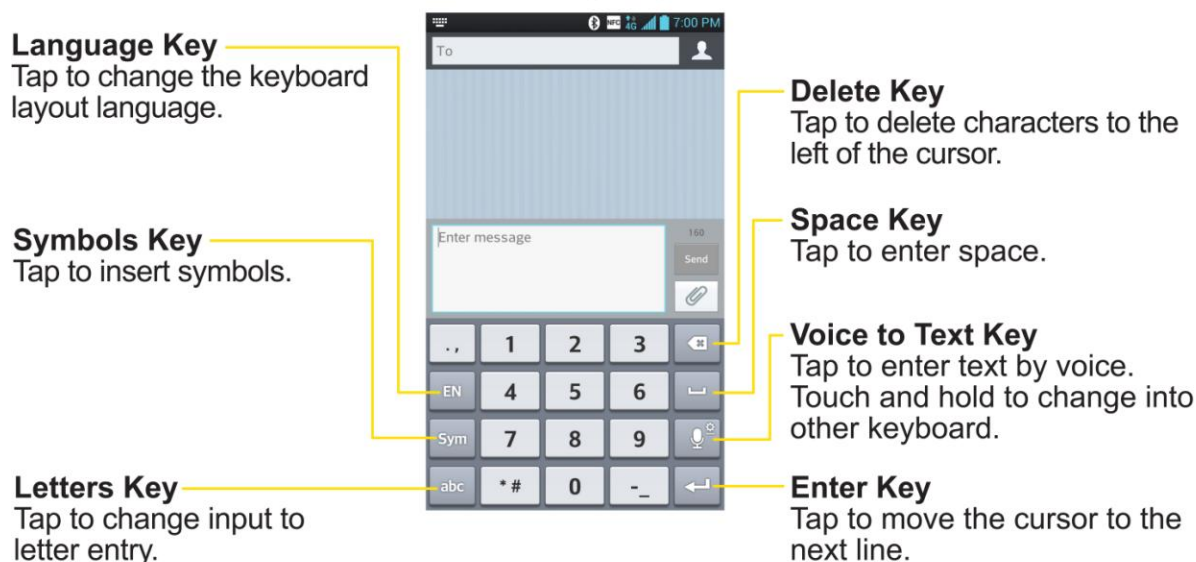 Language Key
Tap to change the keyboard
layout language.
Symbols Key
Tap to insert symbols.
Letters Key
Tap to change input to
letter entry.
NFC 4G 7:00 PM
To
Enter message
160
Send
., 1 2 3
EN 4 5 6
Sym 7 8 9
abc *# 0 -_
Delete Key
Tap to delete characters to the
left of the cursor.
Space Key
Tap to enter space.
Voice to Text Key
Tap to enter text by voice.
Touch and hold to change into
other keyboard.
Enter Key
Tap to move the cursor to the
next line.